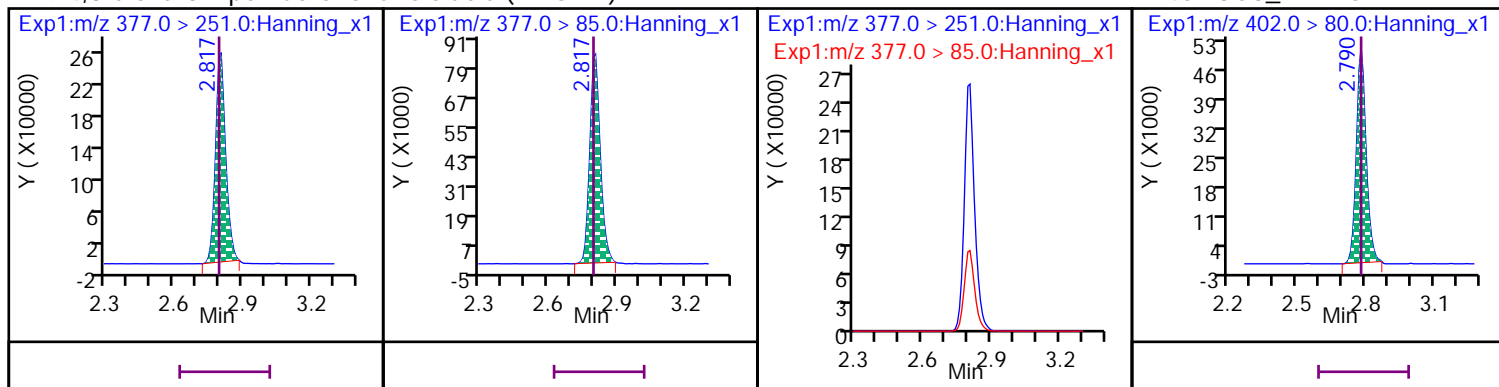 Exp1:m/z 377.0 > 251.0:Hanning_x1
Y ( X10000)
26
22
18
14
10
6
2
-2
2.817
2.3 2.6 2.9 3.2
Min
Exp1:m/z 377.0 > 85.0:Hanning_x1
Y ( X1000)
91
79
67
55
43
31
19
7
-5
2.817
2.3 2.6 2.9 3.2
Min
Exp1:m/z 377.0 > 251.0:Hanning_x1
Exp1:m/z 377.0 > 85.0:Hanning_x1
Y ( X10000)
27
24
21
18
15
12
9
6
3
0
2.3 2.6 2.9 3.2
Min
Exp1:m/z 402.0 > 80.0:Hanning_x1
Y ( X10000)
53
46
39
32
25
18
11
4
-3
2.790
2.2 2.5 2.8 3.1
Min